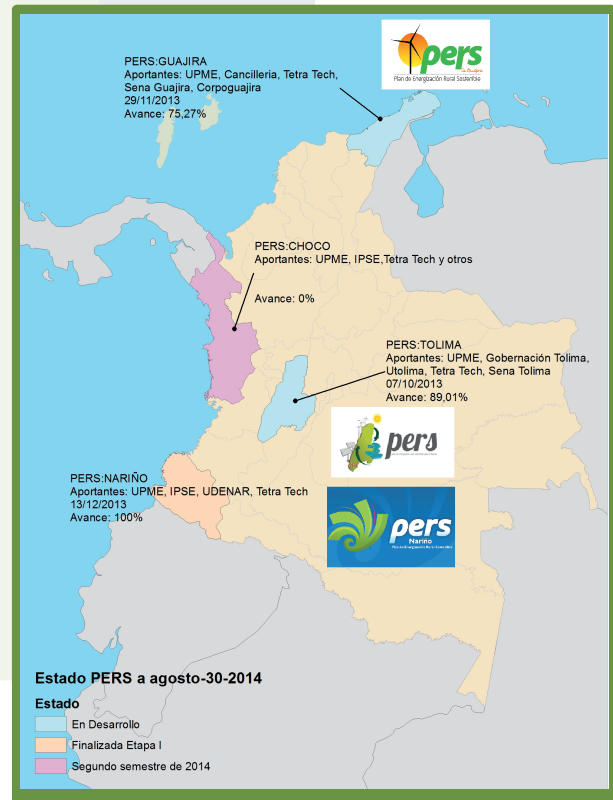 PERS:GUAJIRA
Aportantes: UPME, Cancilleria, Tetra Tech,
Sena Guajira, Corpoguajira
29/11/2013
Avance: 75,27%
pers
La Guajira
Plan de Energización Rural Sostenible
PERS:CHOCO
Aportantes: UPME, IPSE,Tetra Tech y otros
Avance: 0%
PERS:TOLIMA
Aportantes: UPME, Gobernación Tolima,
Utolima, Tetra Tech, Sena Tolima
07/10/2013
Avance: 89,01%
pers
PERS:NARIÑO
Aportantes: UPME, IPSE, UDENAR, Tetra Tech
13/12/2013
Avance: 100%
pers
Nariño
Plan de Energización Rural Sostenible
Estado PERS a agosto-30-2014
Estado
En Desarrollo
Finalizada Etapa I
Segundo semestre de 2014